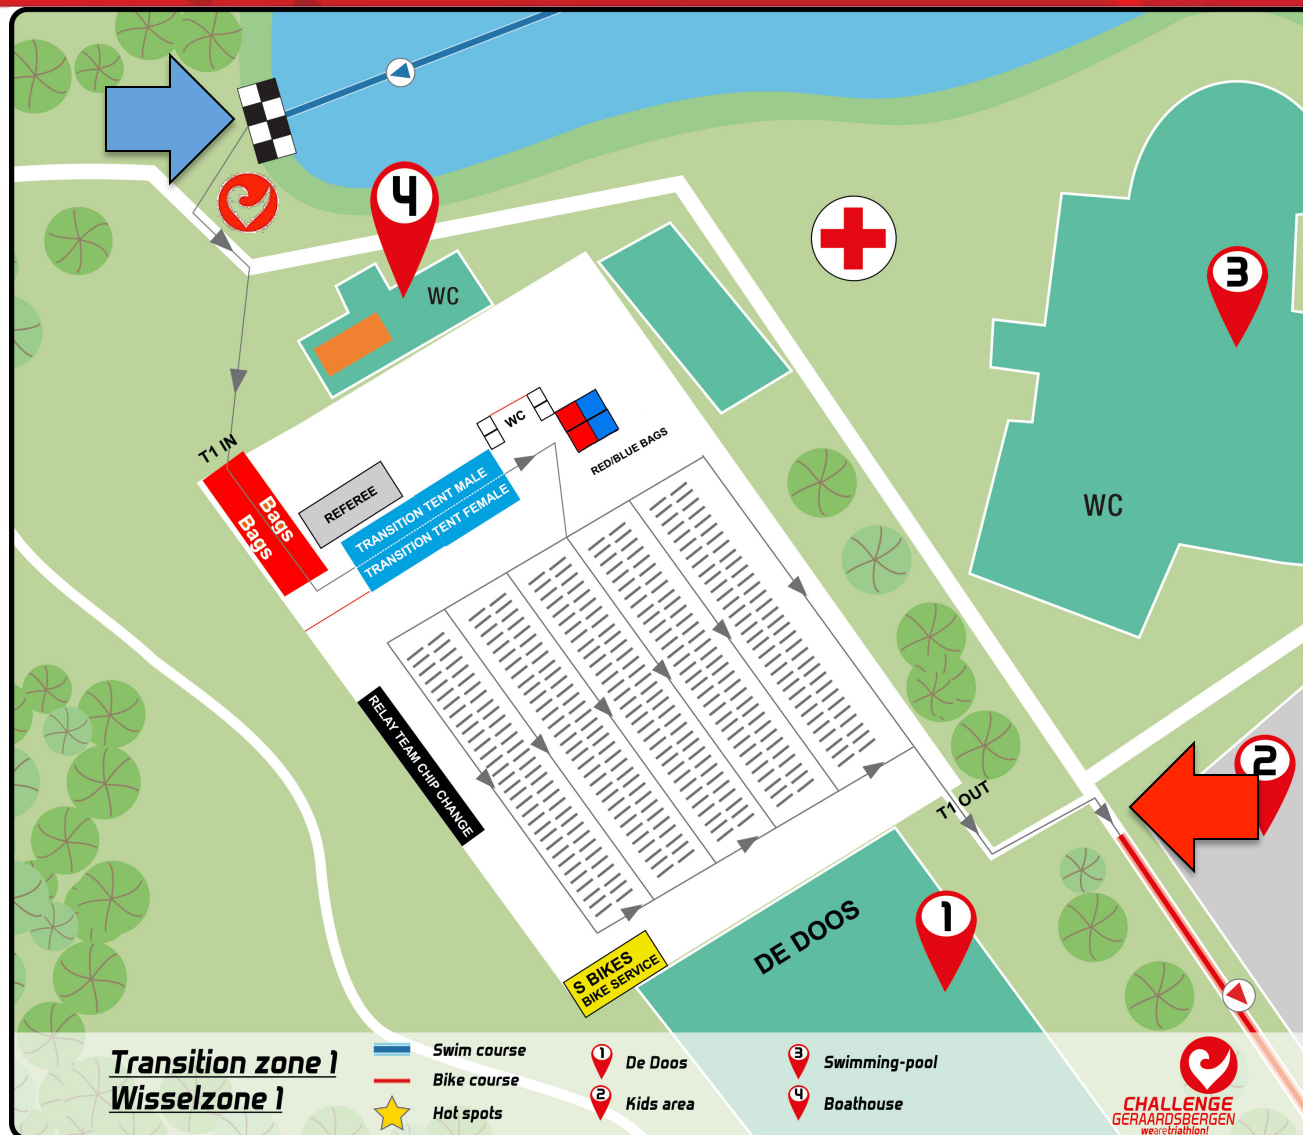 4
WC
3
T1 IN
WC
RED/BLUE BAGS
Bags
Bags
REFEREE
TRANSITION TENT MALE
TRANSITION TENT FEMALE
WC
RELAY TEAM CHIP CHANGE
2
T1 OUT
1
DE DOOS
S BIKES
BIKE SERVICE
Transition zone 1
Wisselzone 1
Swim course
Bike course
Hot spots
1 De Doos
2 Kids area
3 Swimming-pool
4 Boathouse
CHALLENGE
GERAARDSBERGEN
wearetriathlon!